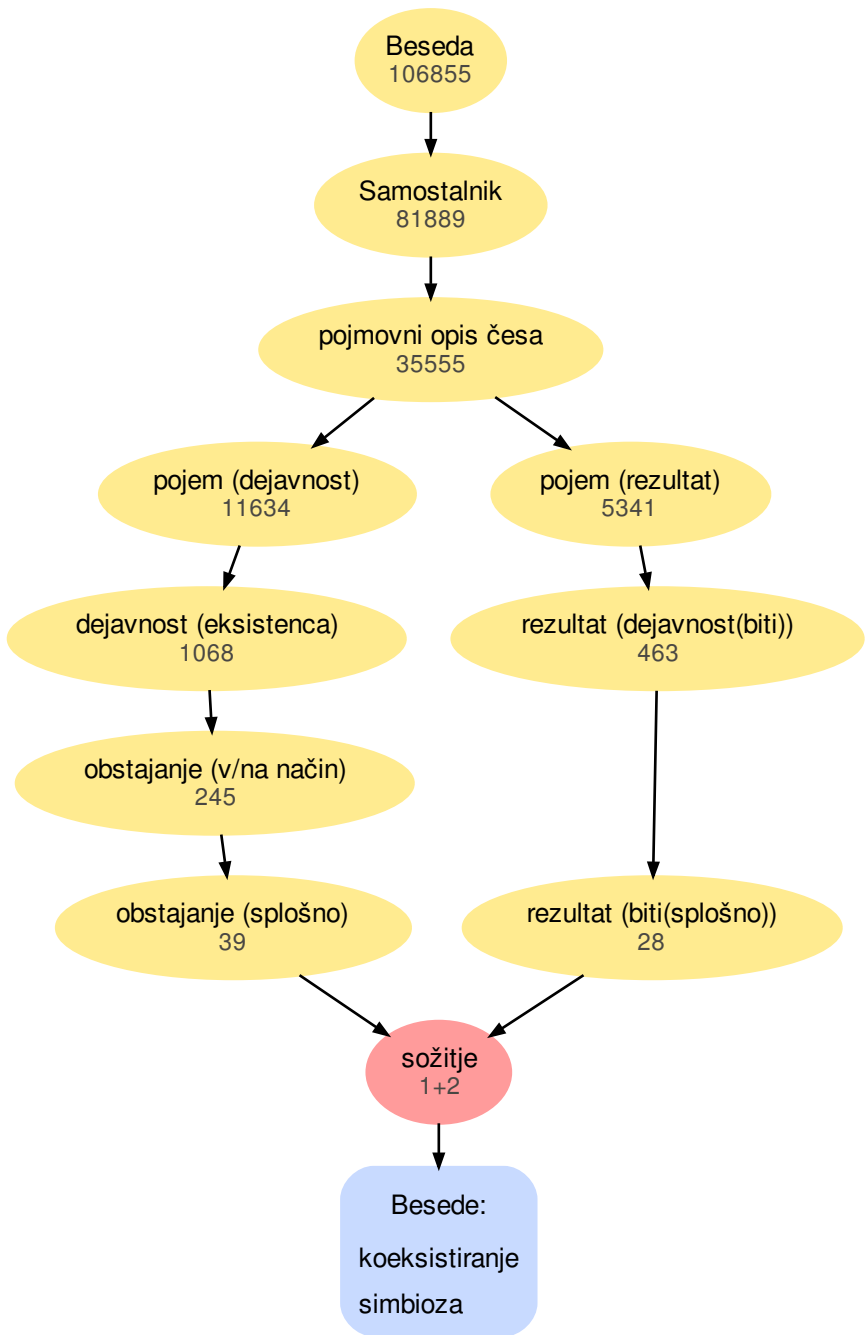 Beseda
106855
Samostalnik
81889
pojmovni opis česa
35555
pojem (dejavnost)
11634
pojem (rezultat)
5341
dejavnost (eksistenca)
1068
rezultat (dejavnost(biti))
463
obstajanje (v/na način)
245
obstajanje (splošno)
39
rezultat (biti(splošno))
28
sožitje
1+2
Besede:
koeksistiranje
simbioza